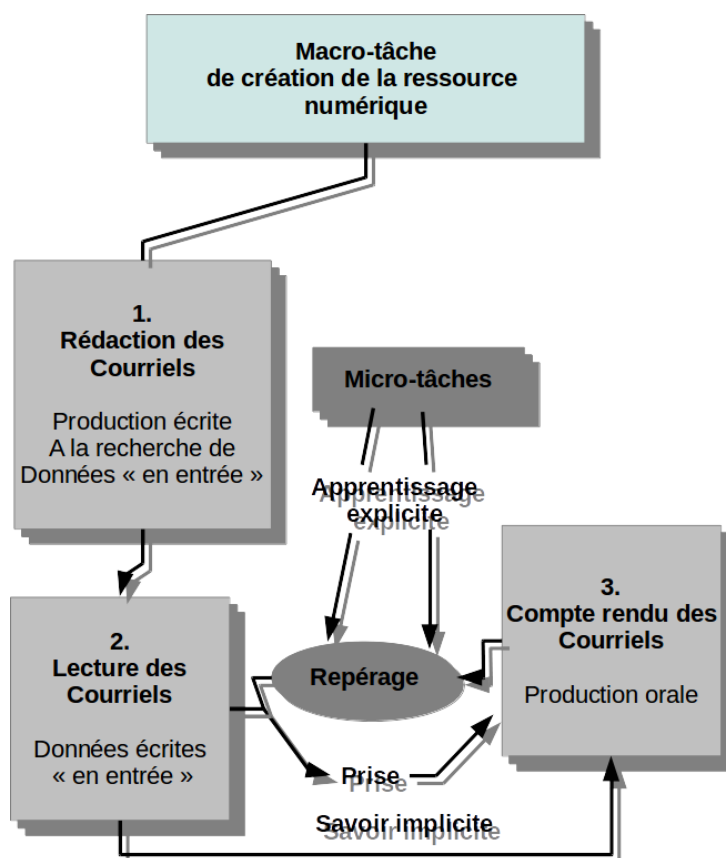 Macro-tâche
de création de la ressource
numérique
1.
Rédaction des
Courriels
Production écrite
A la recherche de
Données « en entrée »
Micro-tâches
Apprentissage
explicite
2.
Lecture des
Courriels
Données écrites
« en entrée »
Repérage
3.
Compte rendu des
Courriels
Production orale
Prise
Savoir implicite